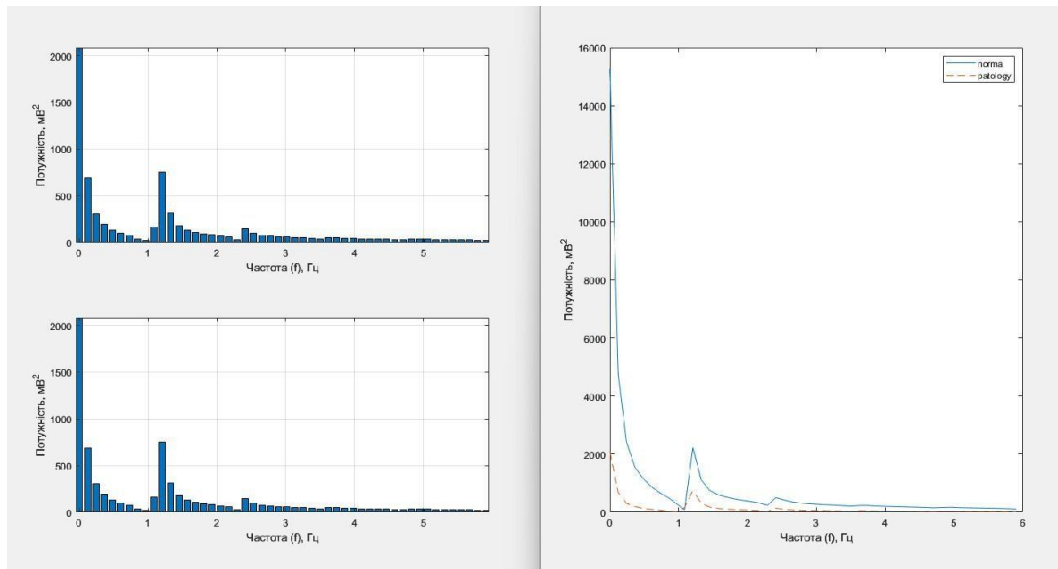 2000
1500
1000
500
0
0 1 2 3 4 5
Потужність, мВ²
Частота (f), Гц
2000
1500
1000
500
0
0 1 2 3 4 5
Потужність, мВ²
Частота (f), Гц
16000
14000
12000
10000
8000
6000
4000
2000
0
0 1 2 3 4 5 6
Потужність, мВ²
Частота (f), Гц
norma
patology